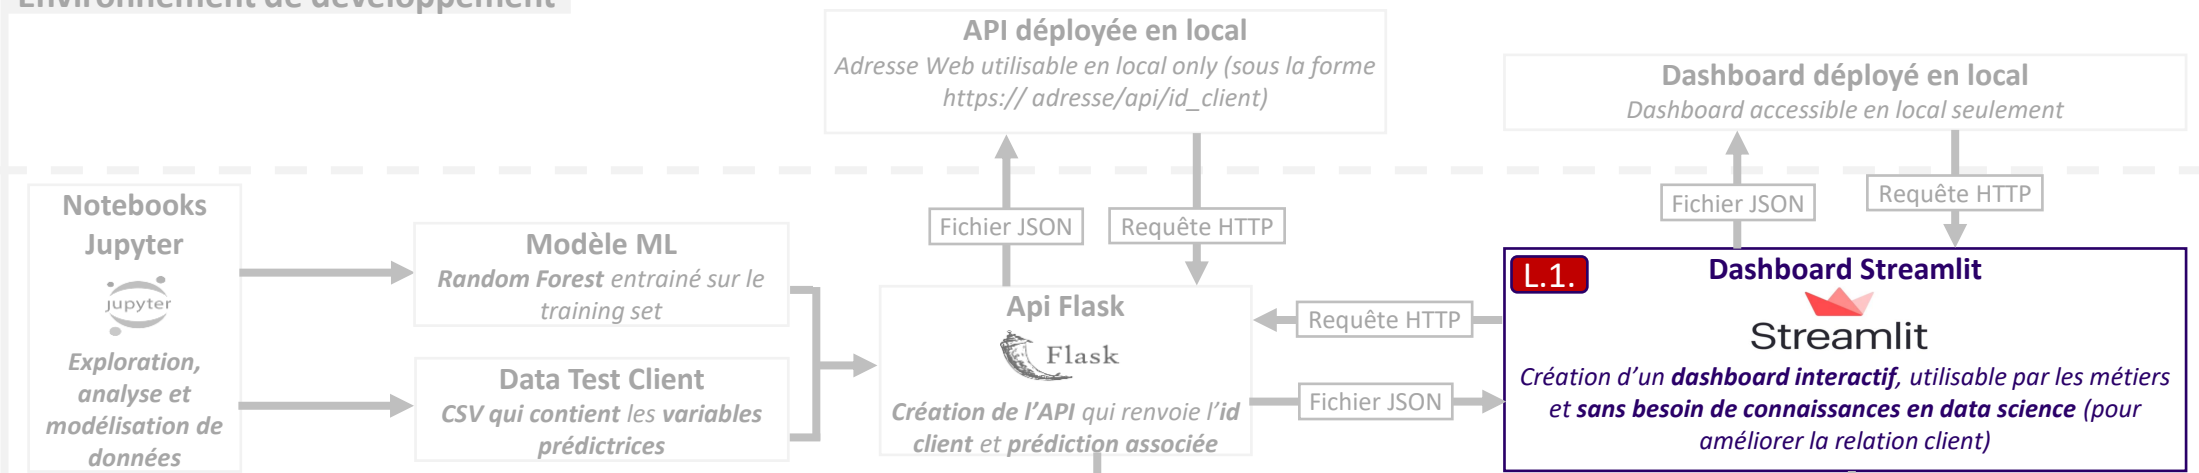 Environnement de développement
API déployée en local
Adresse Web utilisable en local only (sous la forme
https:// adresse/api/id_client)
Dashboard déployé en local
Dashboard accessible en local seulement
Fichier JSON
Requête HTTP
Fichier JSON
Requête HTTP
Notebooks
Jupyter
jupyter
Exploration,
analyse et
modélisation de
données
Modèle ML
Random Forest entrainé sur le
training set
Data Test Client
CSV qui contient les variables
prédictrices
Api Flask
Flask
Création de l'API qui renvoie l'id
client et prédiction associée
Requête HTTP
Fichier JSON
L.1.
Dashboard Streamlit
Streamlit
Création d'un dashboard interactif, utilisable par les métiers
et sans besoin de connaissances en data science (pour
améliorer la relation client)